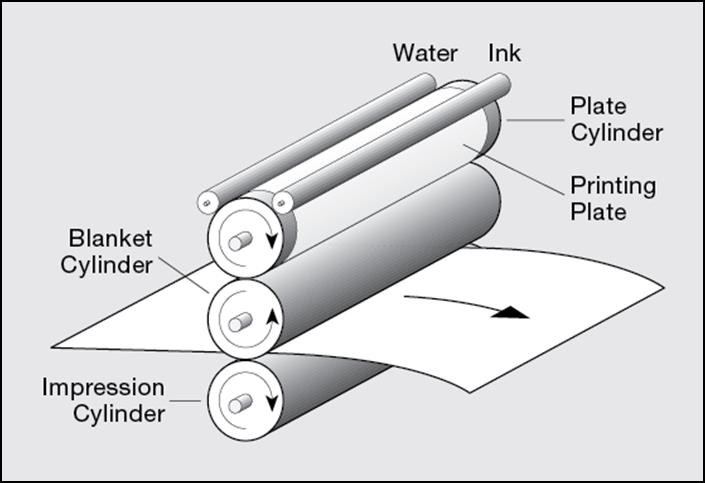 Water Ink
Plate
Cylinder
Printing
Plate
Blanket
Cylinder
Impression
Cylinder